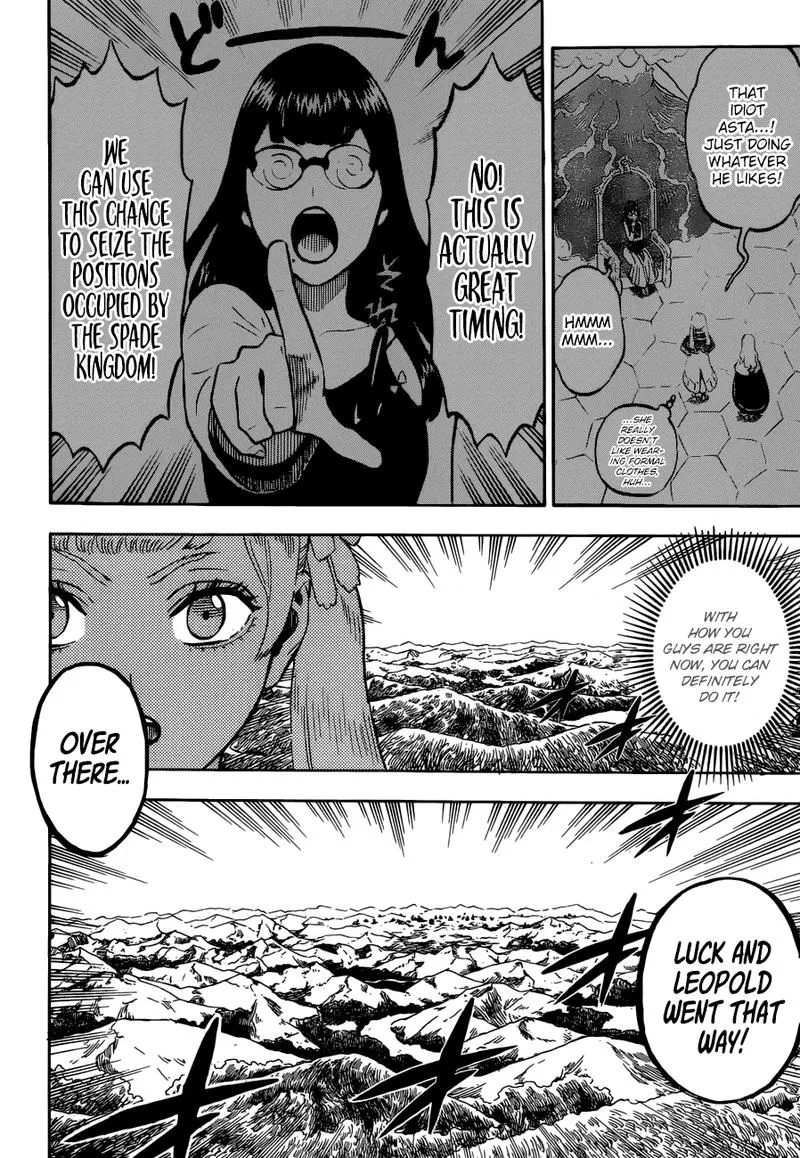 THAT
IDIOT
ASTA...!
JUST DOING
WHATEVER
HE LIKES!
HMMM
MMM...
...SHE
REALLY
DOESN'T
LIKE WEAR-
ING FORMAL
CLOTHES,
HUH...
ど
ー
ん
NO!
THIS IS
ACTUALLY
GREAT
TIMING!
WE
CAN USE
THIS CHANCE
TO SEIZE THE
POSITIONS
OCCUPIED BY
THE SPADE
KINGDOM!
WITH
HOW YOU
GUYS ARE RIGHT
NOW, YOU CAN
DEFINITELY
DO IT!
OVER
THERE...
LUCK AND
LEOPOLD
WENT THAT
WAY!